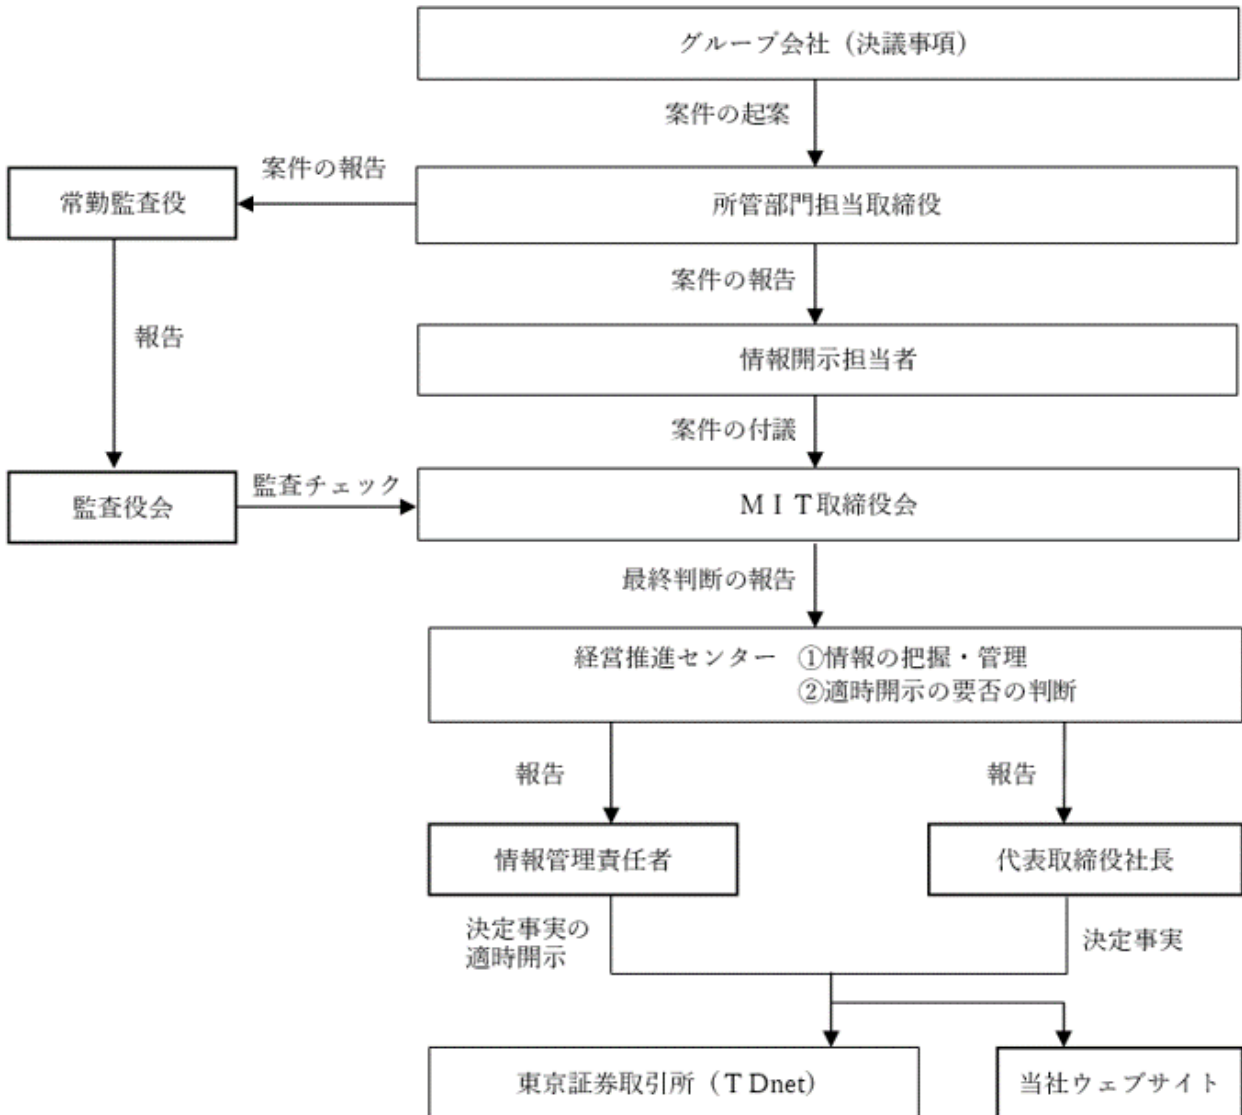 グループ会社（決議事項）
案件の起案
案件の報告
常勤監査役
所管部門担当取締役
案件の報告
報告
情報開示担当者
案件の付議
監査チェック
監査役会
ＭＩＴ取締役会
最終判断の報告
経営推進センター ①情報の把握・管理
②適時開示の要否の判断
報告
報告
情報管理責任者
代表取締役社長
決定事実の
適時開示
決定事実
東京証券取引所（ＴDnet）
当社ウェブサイト